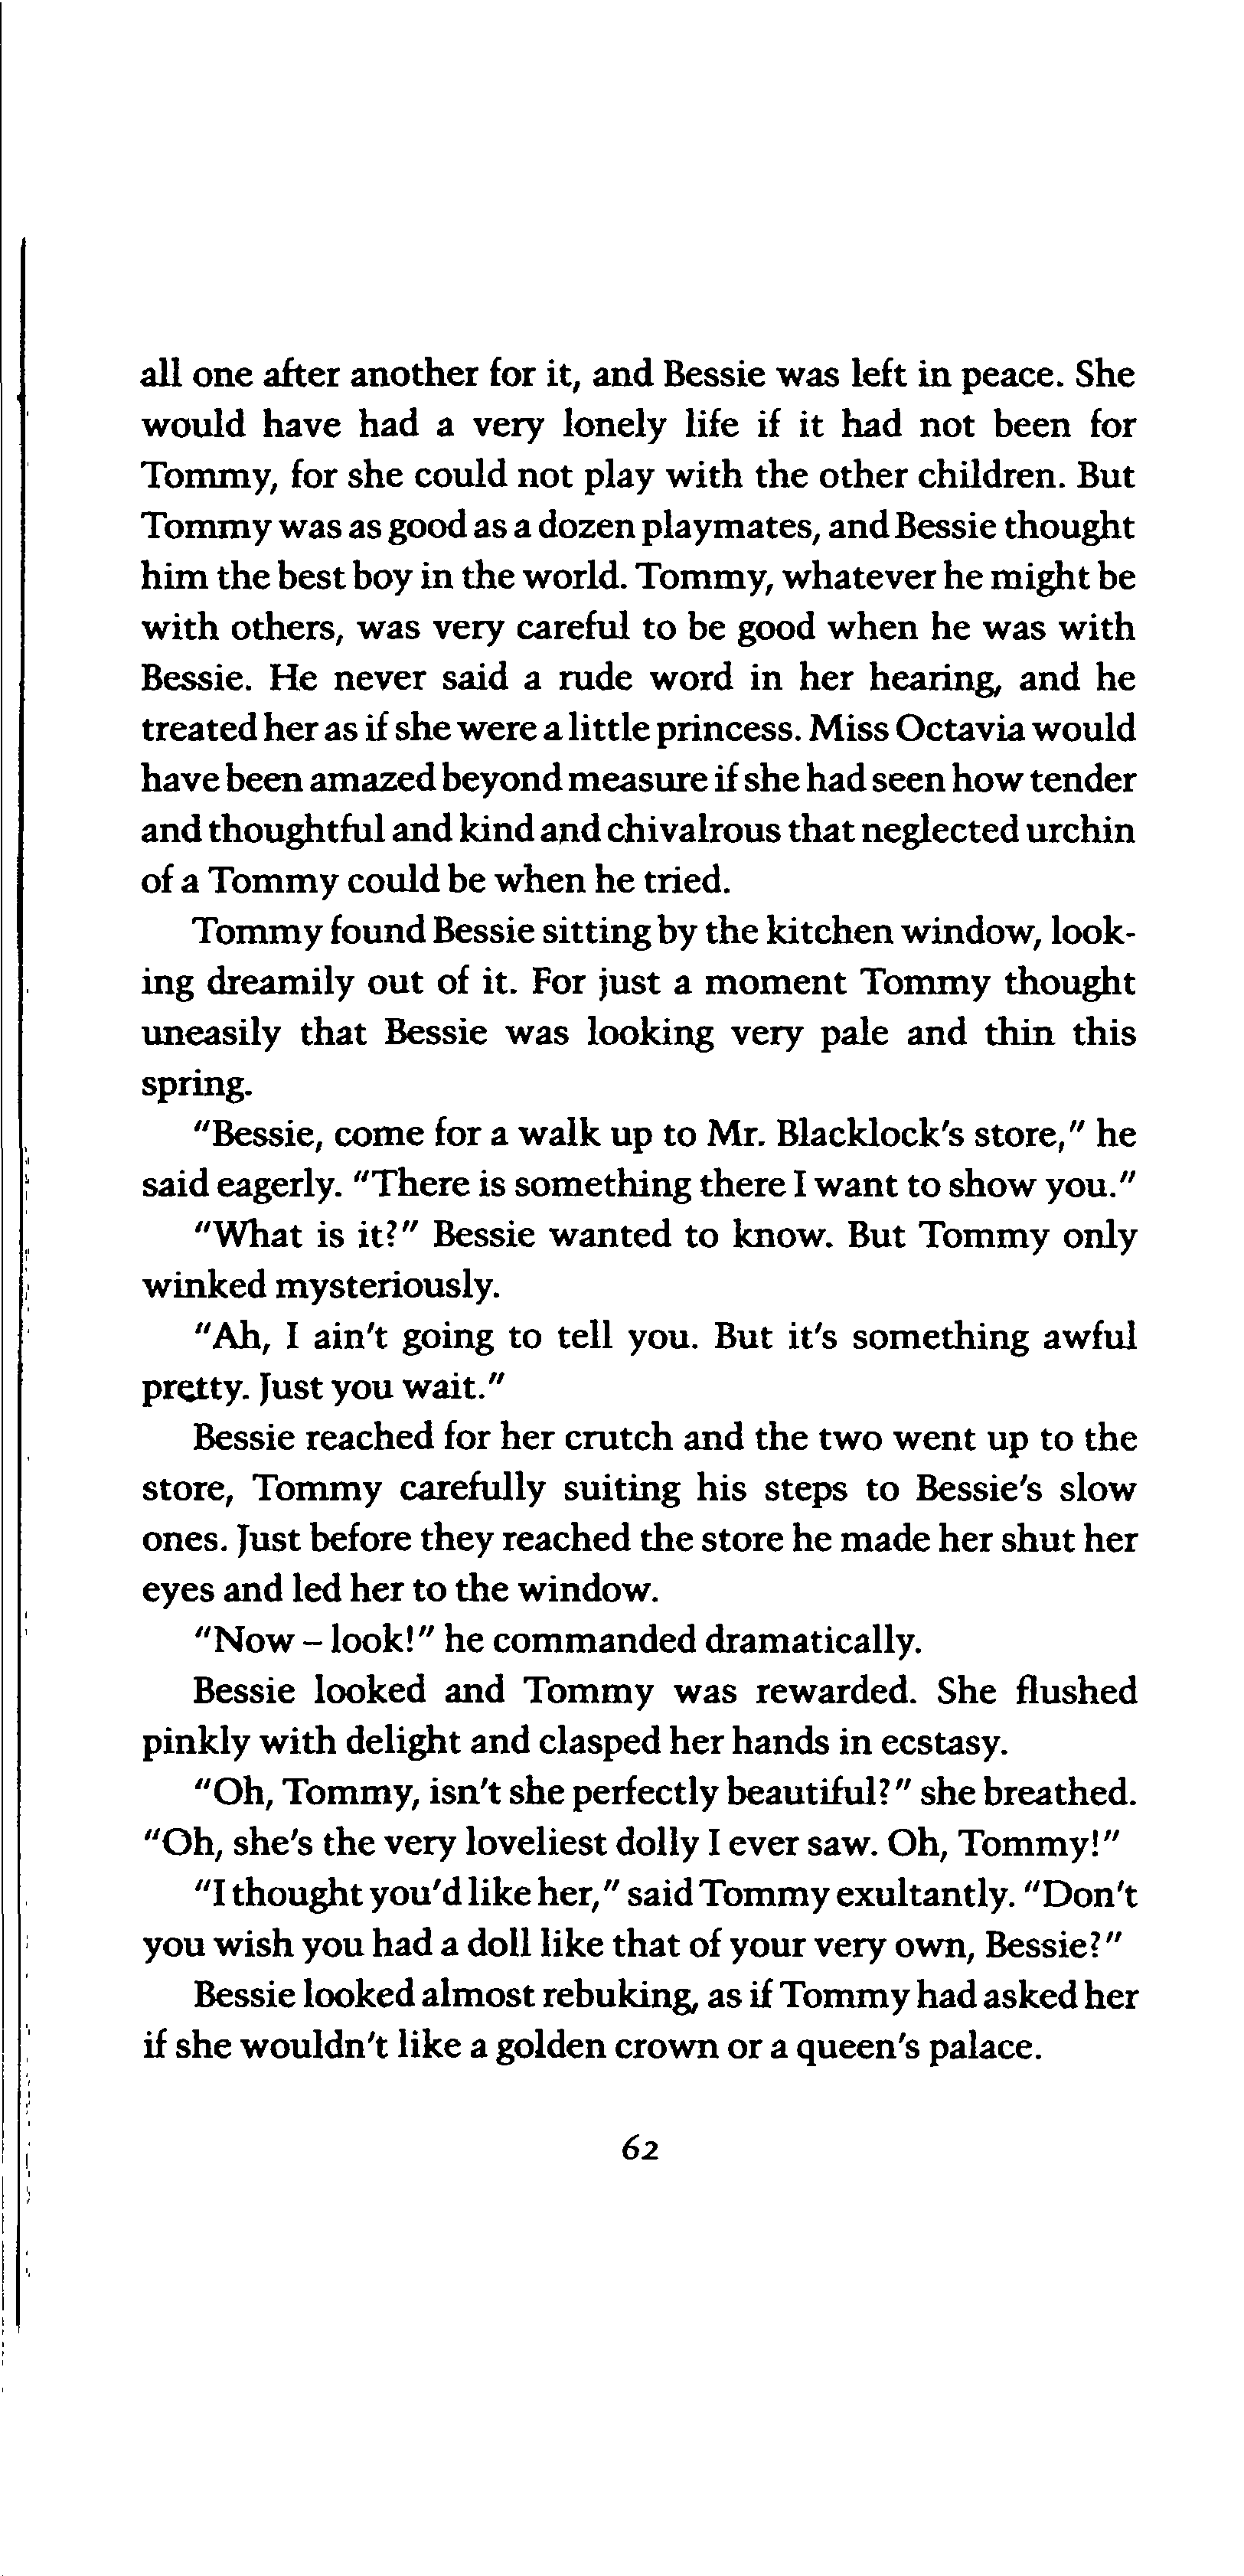 all one after another for it, and Bessie was left in peace. She
would have had a very lonely life if it had not been for
Tommy, for she could not play with the other children. But
Tommy was as good as a dozen playmates, and Bessie thought
him the best boy in the world. Tommy, whatever he might be
with others, was very careful to be good when he was with
Bessie. He never said a rude word in her hearing, and he
treated her as if she were a little princess. Miss Octavia would
have been amazed beyond measure if she had seen how tender
and thoughtful and kind and chivalrous that neglected urchin
of a Tommy could be when he tried.
Tommy found Bessie sitting by the kitchen window, look-
ing dreamily out of it. For just a moment Tommy thought
uneasily that Bessie was looking very pale and thin this
spring.
"Bessie, come for a walk up to Mr. Blacklock's store," he
said eagerly. "There is something there I want to show you."
"What is it?" Bessie wanted to know. But Tommy only
winked mysteriously.
"Ah, I ain't going to tell you. But it's something awful
pretty. Just you wait."
Bessie reached for her crutch and the two went up to the
store, Tommy carefully suiting his steps to Bessie's slow
ones. Just before they reached the store he made her shut her
eyes and led her to the window.
"Now – look!" he commanded dramatically.
Bessie looked and Tommy was rewarded. She flushed
pinkly with delight and clasped her hands in ecstasy.
"Oh, Tommy, isn't she perfectly beautiful?" she breathed.
"Oh, she's the very loveliest dolly I ever saw. Oh, Tommy!"
"I thought you'd like her," said Tommy exultantly. "Don't
you wish you had a doll like that of your very own, Bessie?"
Bessie looked almost rebuking, as if Tommy had asked her
if she wouldn't like a golden crown or a queen's palace.
62